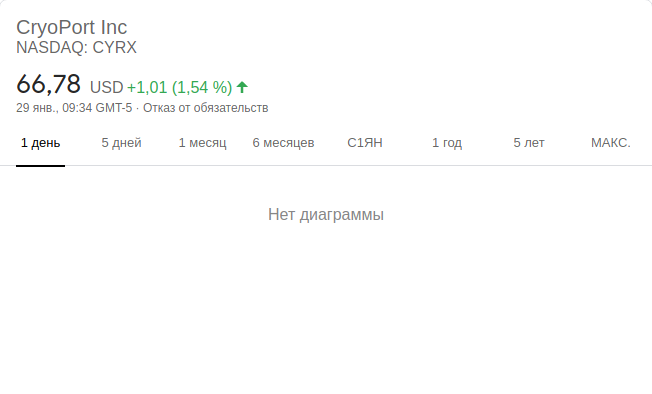 CryoPort Inc
NASDAQ: CYRX
66,78 USD +1,01 (1,54 %)
29 янв., 09:34 GMT-5 · Отказ от обязательств
1 день 5 дней 1 месяц 6 месяцев С1ЯН 1 год 5 лет МАКС.
Нет диаграммы